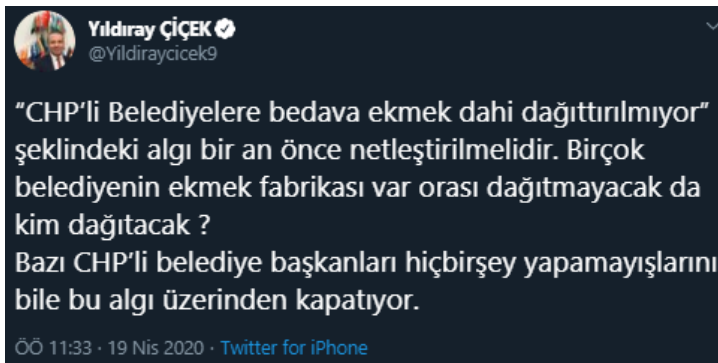 Yıldıray ÇİÇEK
@Yildiraycicek9
“CHP’li Belediyelere bedava ekmek dahi dağıttırılmıyor”
şeklindeki algı bir an önce netleştirilmelidir. Birçok
belediyenin ekmek fabrikası var orası dağıtmayacak da
kim dağıtacak ?
Bazı CHP’li belediye başkanları hiçbirşey yapamayışlarını
bile bu algı üzerinden kapatıyor.
ÖÖ 11:33 · 19 Nis 2020 · Twitter for iPhone